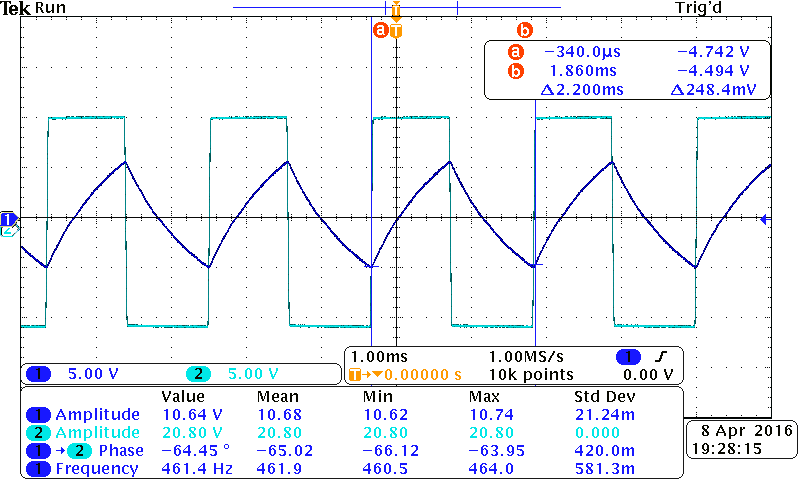 Tek Run Trig'd
T
a T b
a −340.0µs −4.742 V
b 1.860ms −4.494 V
Δ2.200ms Δ248.4mV
1
2
1.00ms 1.00MS/s 1
1 5.00 V 2 5.00 V T 0.00000 s 10k points 0.00 V
Value Mean Min Max Std Dev
1 Amplitude 10.64 V 10.68 10.62 10.74 21.24m
2 Amplitude 20.80 V 20.80 20.80 20.80 0.000
1 → 2 Phase −64.45 ° −65.02 −66.12 −63.95 420.0m
1 Frequency 461.4 Hz 461.9 460.5 464.0 581.3m
8 Apr 2016
19:28:15